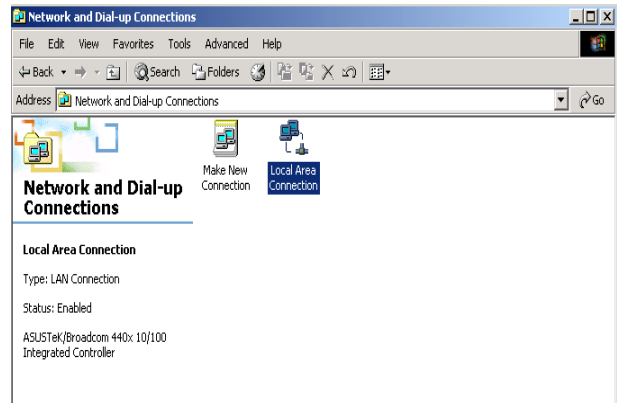 Network and Dial-up Connections
File Edit View Favorites Tools Advanced Help
Back Search Folders
Address Network and Dial-up Connections Go
Make New Connection
Local Area Connection
Network and Dial-up
Connections
Local Area Connection
Type: LAN Connection
Status: Enabled
ASUSTeK/Broadcom 440x 10/100
Integrated Controller